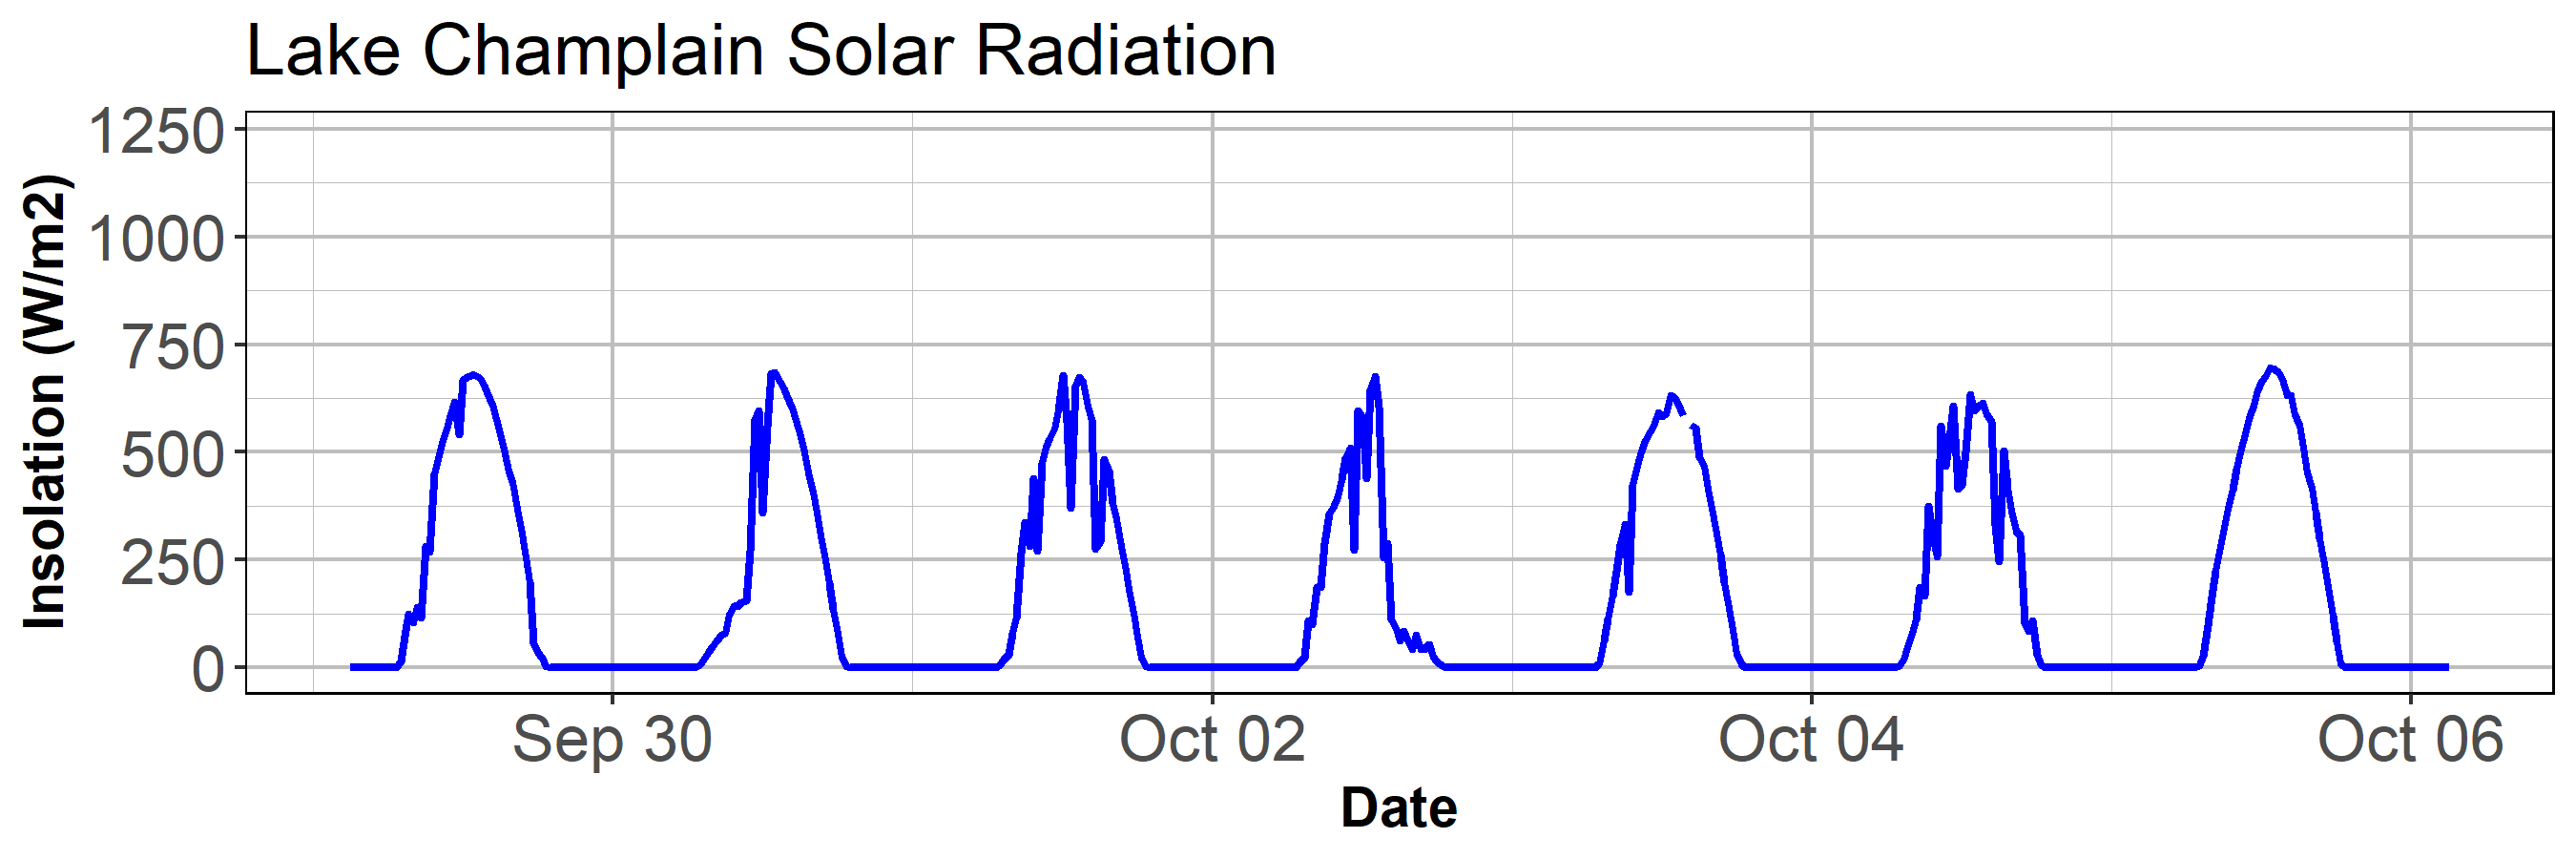 Lake Champlain Solar Radiation
1250
1000
750
500
250
0
Insolation (W/m2)
Sep 30
Oct 02
Oct 04
Oct 06
Date